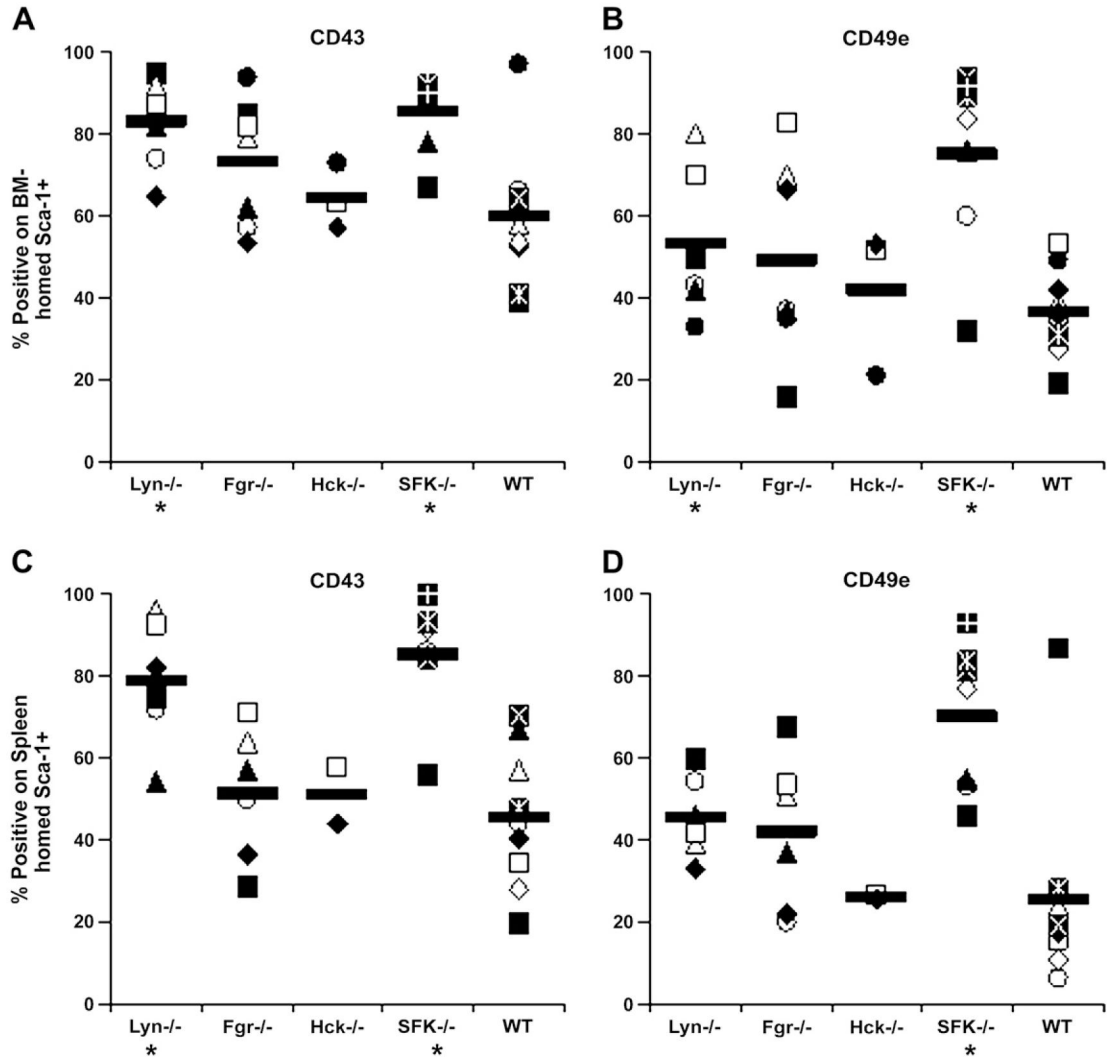 A
CD43
% Positive on BM-
homed Sca-1+
100
80
60
40
20
0
Lyn-/- Fgr-/- Hck-/- SFK-/- WT
* *
B
CD49e
100
80
60
40
20
0
Lyn-/- Fgr-/- Hck-/- SFK-/- WT
* *
C
CD43
% Positive on Spleen
homed Sca-1+
100
80
60
40
20
0
Lyn-/- Fgr-/- Hck-/- SFK-/- WT
* *
D
CD49e
100
80
60
40
20
0
Lyn-/- Fgr-/- Hck-/- SFK-/- WT
*